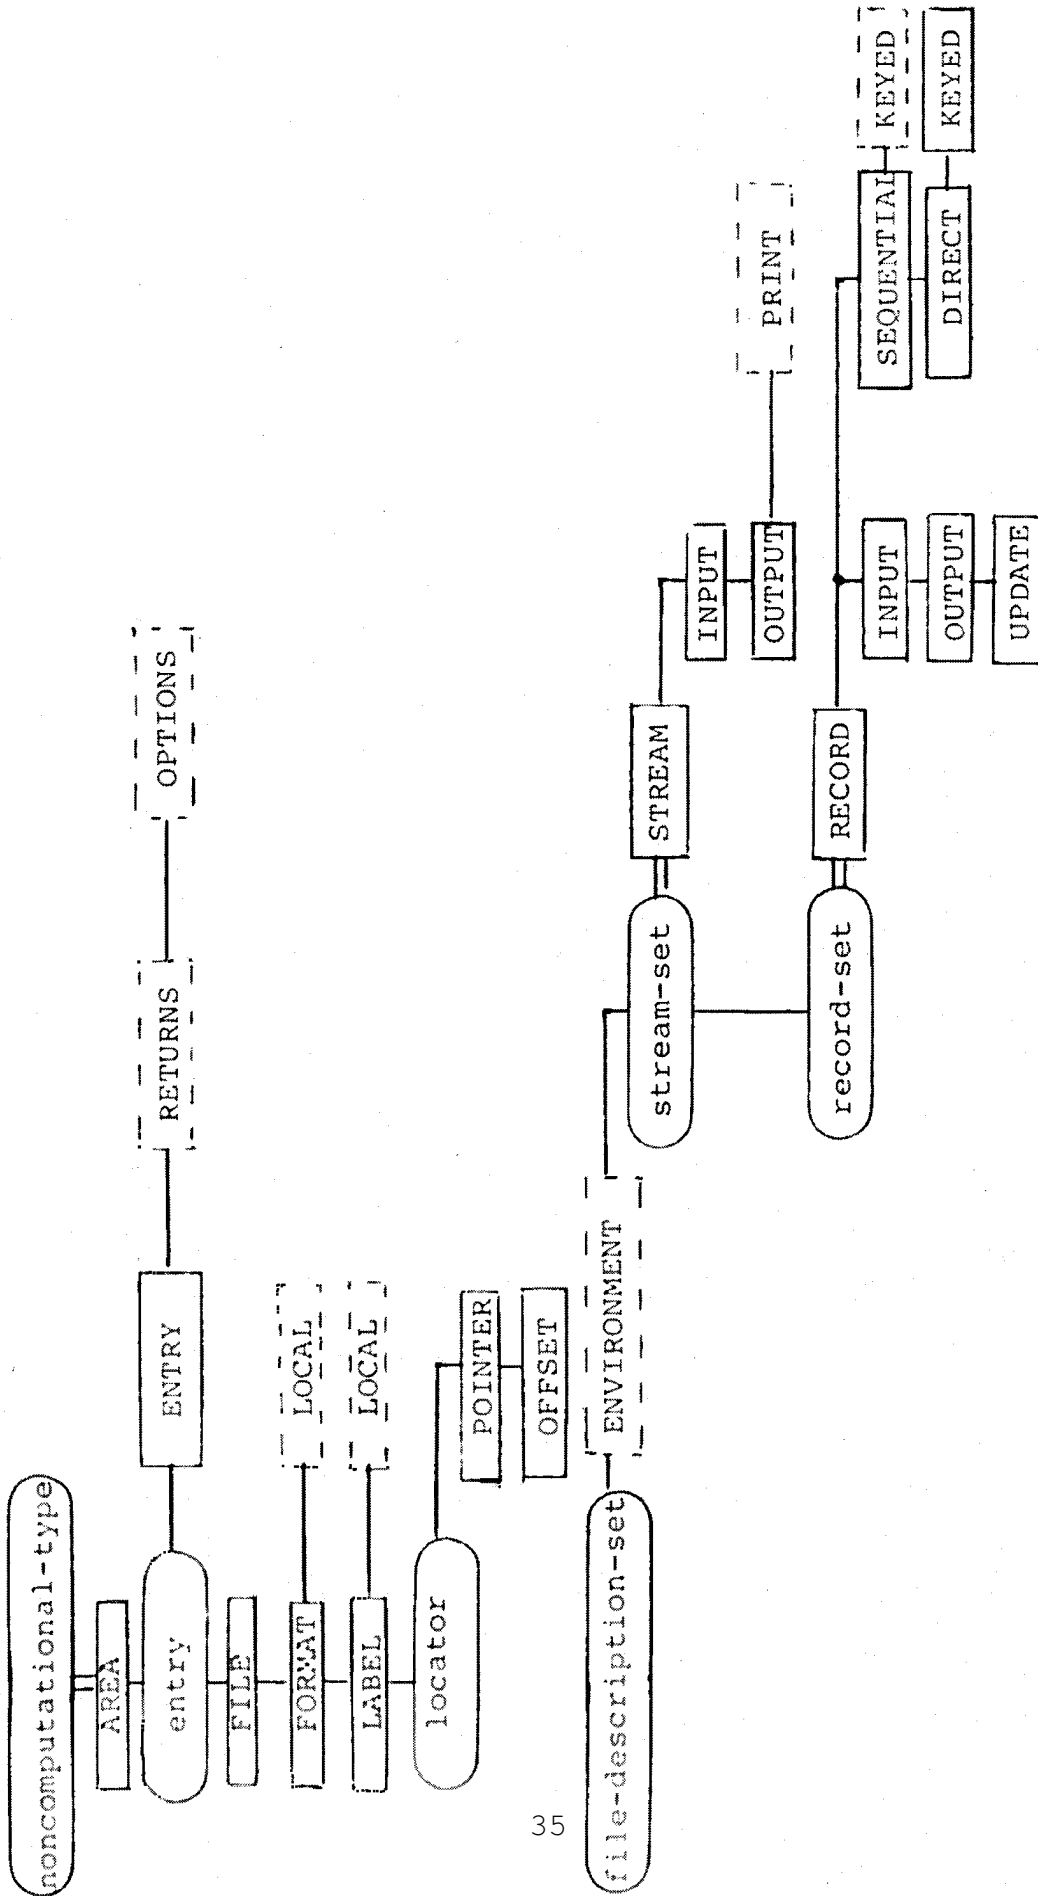 noncomputational-type
AREA
entry
ENTRY
RETURNS
OPTIONS
FILE
FORMAT
LOCAL
LABEL
LOCAL
locator
POINTER
OFFSET
file-description-set
ENVIRONMENT
stream-set
STREAM
INPUT
OUTPUT
PRINT
record-set
RECORD
INPUT
OUTPUT
UPDATE
SEQUENTIAL
KEYED
DIRECT
KEYED
35